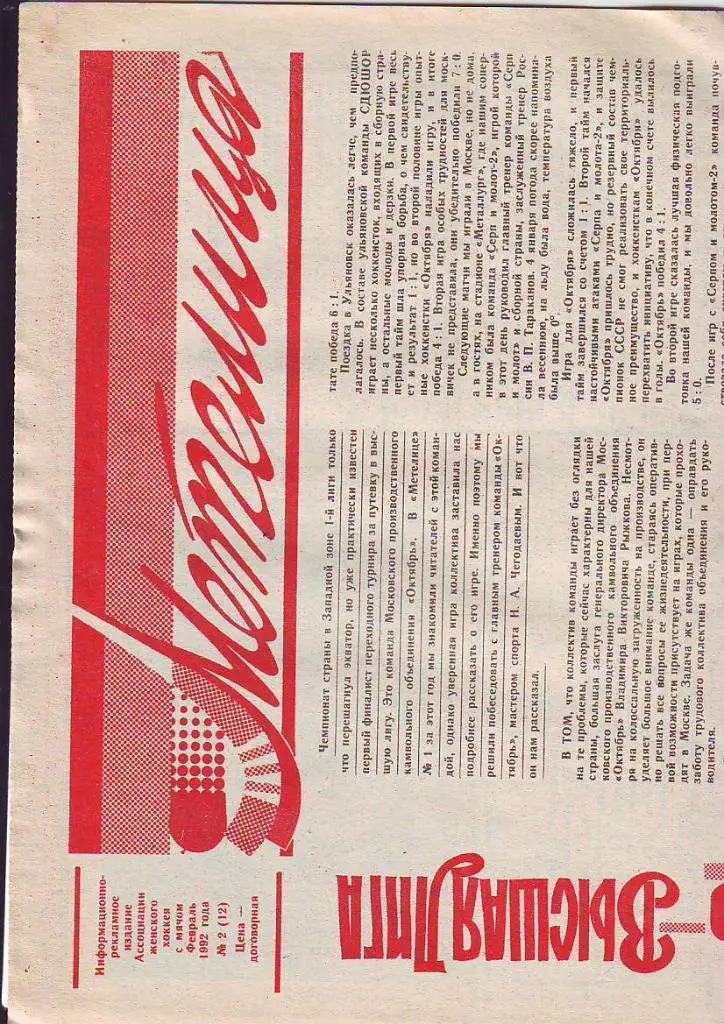 Информационно-
рекламное
издание
Ассоциации
женского
хоккея
с мячом
Февраль
1992 года
№ 2 (12)
Цена —
договорная
Метелица
Высшая Лига
Чемпионат страны в Западной зоне 1-й лиги только
что перешагнул экватор, но уже практически известен
первый финалист переходного турнира за путевку в выс-
шую лигу. Это команда Московского производственного
камвольного объединения «Октябрь». В «Метелице»
№ 1 за этот год мы знакомили читателей с этой коман-
дой, однако уверенная игра коллектива заставила нас
подробнее рассказать о его игре. Именно поэтому мы
решили побеседовать с главным тренером команды «Ок-
тябрь», мастером спорта Н. А. Чегодаевым. И вот что
он нам рассказал.
В ТОМ, что коллектив команды играет без оглядки
на те проблемы, которые сейчас характерны для нашей
страны, большая заслуга генерального директора Мос-
ковского производственного камвольного объединения
«Октябрь» Владимира Викторовича Рыжкова. Несмот-
ря на колоссальную загруженность на производстве, он
уделяет большое внимание команде, стараясь оператив-
но решать все вопросы ее жизнедеятельности, при пер-
вой возможности присутствует на играх, которые прохо-
дят в Москве. Задача же команды одна — оправдать
заботу трудового коллектива объединения и его руко-
водителя.
тате победа 6 : 1.
Поездка в Ульяновск оказалась легче, чем предпо-
лагалось. В составе ульяновской команды СДЮШОР
играет несколько хоккеисток, входящих в сборную стра-
ны, а остальные молоды и дерзки. В первой игре весь
первый тайм шла упорная борьба, о чем свидетельству-
ет и результат 1 : 1, но во второй половине игры опыт-
ные хоккеистки «Октября» наладили игру, и в итоге
победа 4 : 1. Вторая игра особых трудностей для моск-
вичек не представила, они убедительно победили 7 : 0.
Следующие матчи мы играли в Москве, но не дома,
а в гостях, на стадионе «Металлург», где нашим сопер-
ником была команда «Серп и молот-2», игрой которой
в этот день руководил главный тренер команды «Серп
и молот» и сборной страны, заслуженный тренер Рос-
сии В. П. Тараканов. 4 января погода скорее напомина-
ла весеннюю, на льду была вода, температура воздуха
была выше 0°
Игра для «Октября» сложилась тяжело, и первый
тайм завершился со счетом 1 : 1. Второй тайм начался
настойчивыми атаками «Серпа и молота-2», и защите
«Октября» пришлось трудно, но резервный состав чем-
пионок СССР не смог реализовать свое территориаль-
ное преимущество, и хоккеисткам «Октября» удалось
перехватить инициативу, что в конечном счете вылилось
в голы. «Октябрь» победил 4 : 1.
Во второй игре сказалась лучшая физическая подго-
товка нашей команды, и мы довольно легко выиграли
5 : 0.
После игр с «Серпом и молотом-2» команда почув-